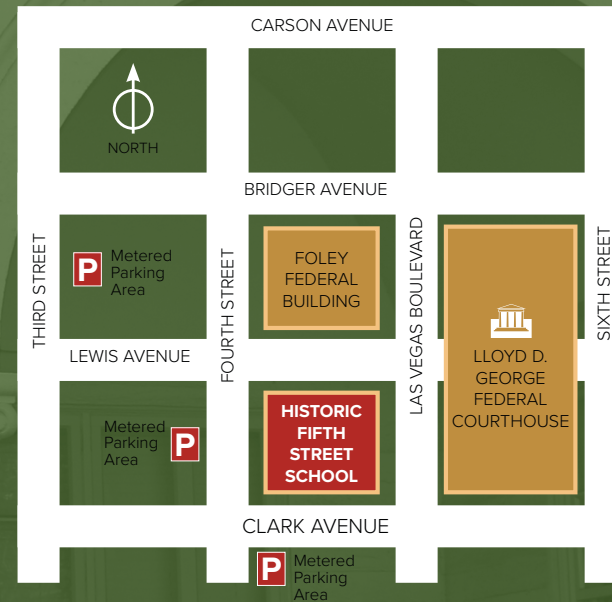 CARSON AVENUE
NORTH
BRIDGER AVENUE
THIRD STREET
P
Metered
Parking
Area
FOURTH STREET
FOLEY
FEDERAL
BUILDING
LAS VEGAS BOULEVARD
LLOYD D.
GEORGE
FEDERAL
COURTHOUSE
SIXTH STREET
LEWIS AVENUE
Metered
Parking
Area
P
HISTORIC
FIFTH
STREET
SCHOOL
CLARK AVENUE
P
Metered
Parking
Area